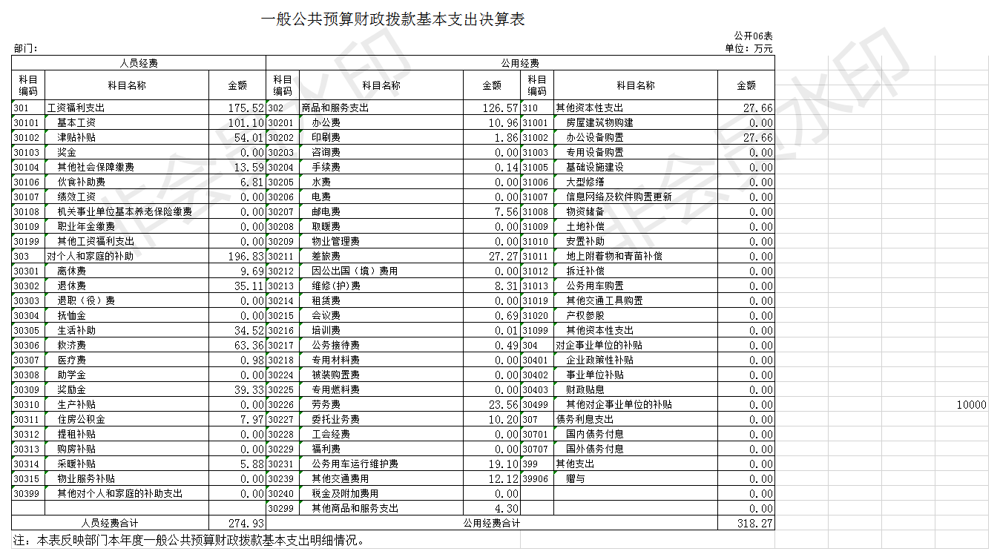 一般公共预算财政拨款基本支出决算表
公开06表
部门： 单位：万元
人员经费 公用经费
科目编码 科目名称 金额 科目编码 科目名称 金额 科目编码 科目名称 金额
301 工资福利支出 175.52 302 商品和服务支出 126.57 310 其他资本性支出 27.66
30101 基本工资 101.10 30201 办公费 10.96 31001 房屋建筑物购建 0.00
30102 津贴补贴 54.01 30202 印刷费 1.86 31002 办公设备购置 27.66
30103 奖金 0.00 30203 咨询费 0.00 31003 专用设备购置 0.00
30104 其他社会保障缴费 13.59 30204 手续费 0.14 31005 基础设施建设 0.00
30106 伙食补助费 6.81 30205 水费 0.00 31006 大型修缮 0.00
30107 绩效工资 0.00 30206 电费 0.00 31007 信息网络及软件购置更新 0.00
30108 机关事业单位基本养老保险缴费 0.00 30207 邮电费 7.56 31008 物资储备 0.00
30109 职业年金缴费 0.00 30208 取暖费 0.00 31009 土地补偿 0.00
30199 其他工资福利支出 0.00 30209 物业管理费 0.00 31010 安置补助 0.00
303 对个人和家庭的补助 196.83 30211 差旅费 27.27 31011 地上附着物和青苗补偿 0.00
30301 离休费 9.69 30212 因公出国（境）费用 0.00 31012 拆迁补偿 0.00
30302 退休费 35.11 30213 维修(护)费 8.31 31013 公务用车购置 0.00
30303 退职（役）费 0.00 30214 租赁费 0.00 31019 其他交通工具购置 0.00
30304 抚恤金 0.00 30215 会议费 0.69 31020 产权参股 0.00
30305 生活补助 34.52 30216 培训费 0.01 31099 其他资本性支出 0.00
30306 救济费 63.36 30217 公务接待费 0.49 304 对企事业单位的补贴 0.00
30307 医疗费 0.98 30218 专用材料费 0.00 30401 企业政策性补贴 0.00
30308 助学金 0.00 30224 被装购置费 0.00 30402 事业单位补贴 0.00
30309 奖励金 39.33 30225 专用燃料费 0.00 30403 财政贴息 0.00
30310 生产补贴 0.00 30226 劳务费 23.56 30499 其他对企事业单位的补贴 0.00 10000
30311 住房公积金 7.97 30227 委托业务费 10.20 307 债务利息支出 0.00
30312 提租补贴 0.00 30228 工会经费 0.00 30701 国内债务付息 0.00
30313 购房补贴 0.00 30229 福利费 0.00 30707 国外债务付息 0.00
30314 采暖补贴 5.88 30231 公务用车运行维护费 19.10 399 其他支出 0.00
30315 物业服务补贴 0.00 30239 其他交通费用 12.12 39906 赠与 0.00
30399 其他对个人和家庭的补助支出 0.00 30240 税金及附加费用 0.00 0.00
30299 其他商品和服务支出 4.30 0.00
人员经费合计 274.93 公用经费合计 318.27
注：本表反映部门本年度一般公共预算财政拨款基本支出明细情况。
非会员水印
非会员水印